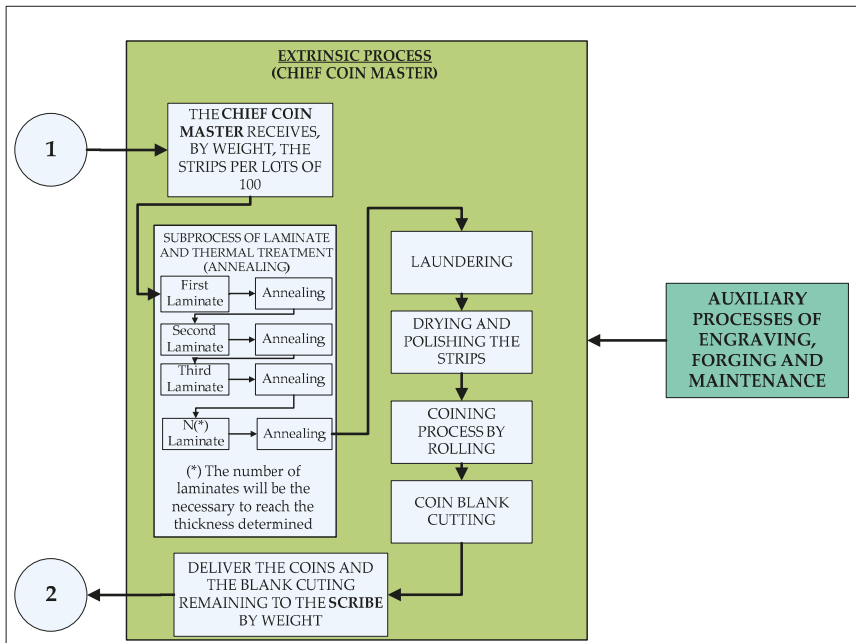 EXTRINSIC PROCESS
(CHIEF COIN MASTER)
1
THE CHIEF COIN
MASTER RECEIVES,
BY WEIGHT, THE
STRIPS PER LOTS OF
100
SUBPROCESS OF LAMINATE
AND THERMAL TREATMENT
(ANNEALING)
First
Laminate
Annealing
Second
Laminate
Annealing
Third
Laminate
Annealing
N(*)
Laminate
Annealing
(*) The number of
laminates will be the
necessary to reach the
thickness determined
LAUNDERING
DRYING AND
POLISHING THE
STRIPS
COINING
PROCESS BY
ROLLING
COIN BLANK
CUTTING
AUXILIARY
PROCESSES OF
ENGRAVING,
FORGING AND
MAINTENANCE
2
DELIVER THE COINS AND
THE BLANK CUTING
REMAINING TO THE SCRIBE
BY WEIGHT